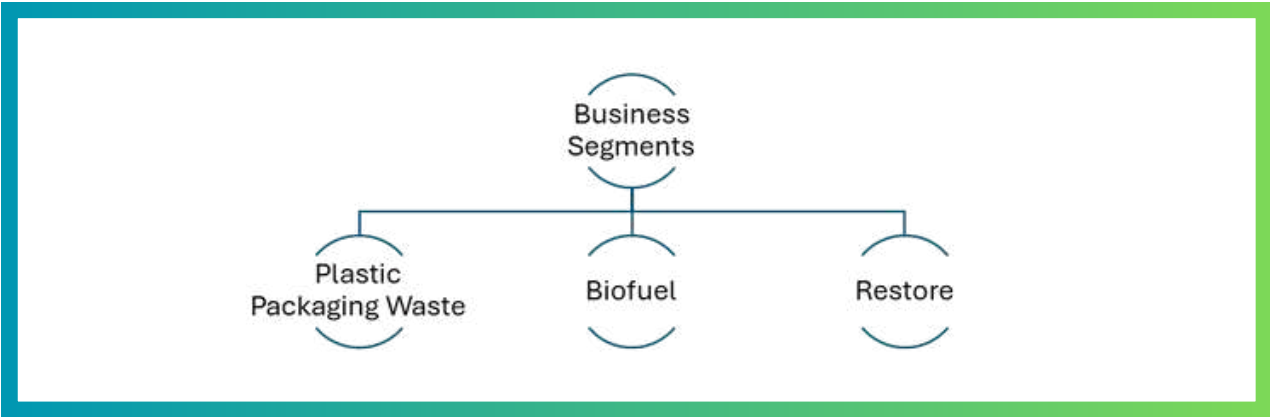 Business
Segments
Plastic
Packaging Waste
Biofuel
Restore